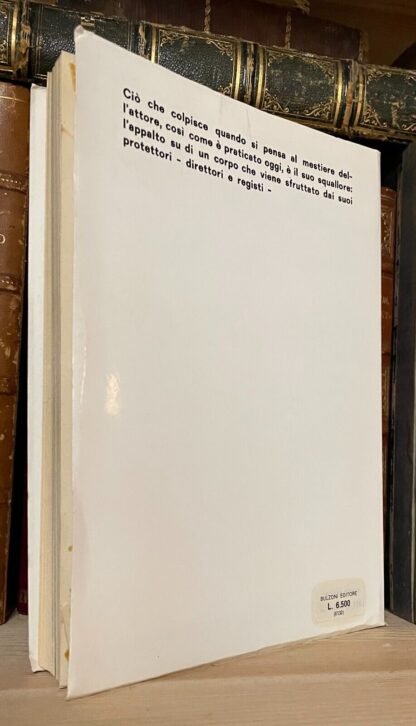 Ciò che colpisce quando si pensa al mestiere del-
l'attore, così come è praticato oggi, è il suo squallore:
l'appalto su di un corpo che viene sfruttato dai suoi
protettori - direttori e registi -
BULZONI EDITORE
L. 6.500